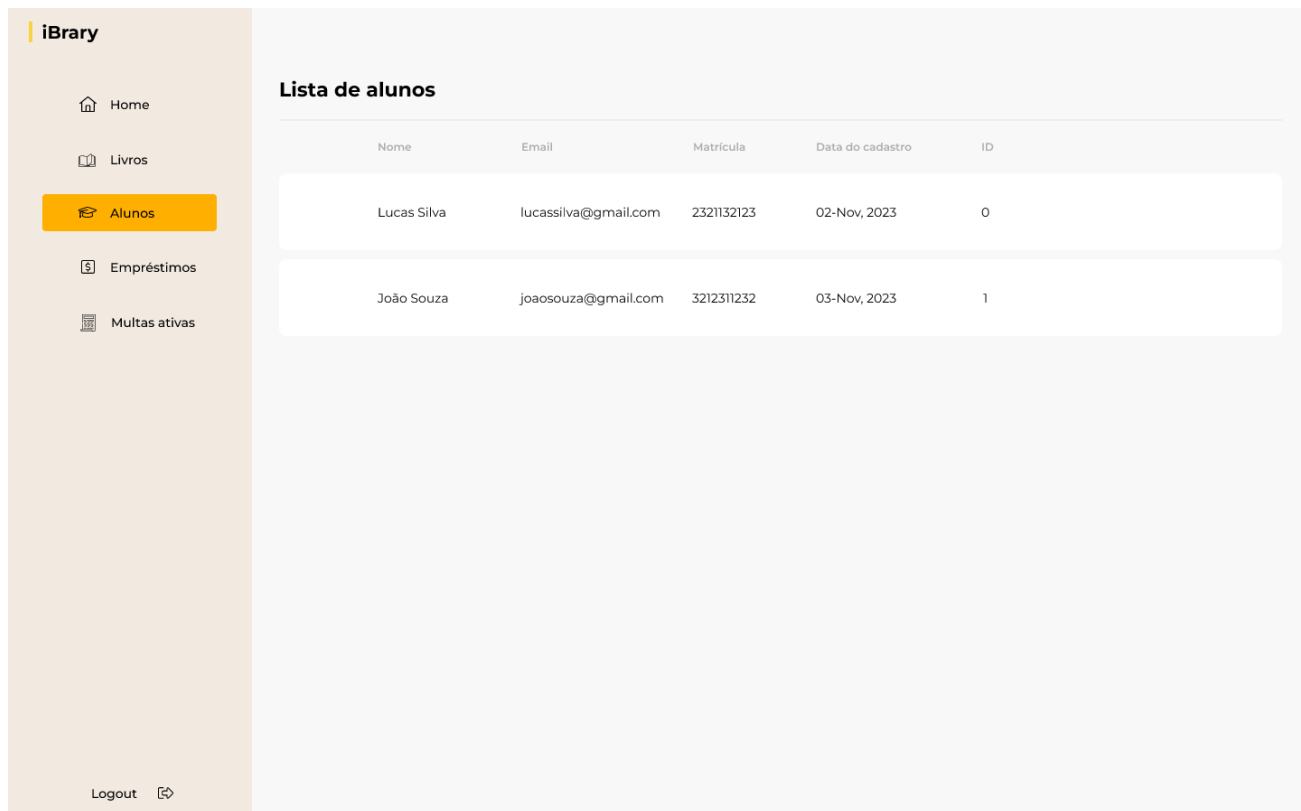 iBrary
Home
Livros
Alunos
Empréstimos
Multas ativas
Logout
Lista de alunos
Nome Email Matrícula Data do cadastro ID
Lucas Silva lucassilva@gmail.com 2321132123 02-Nov, 2023 0
João Souza joaosouza@gmail.com 3212311232 03-Nov, 2023 1